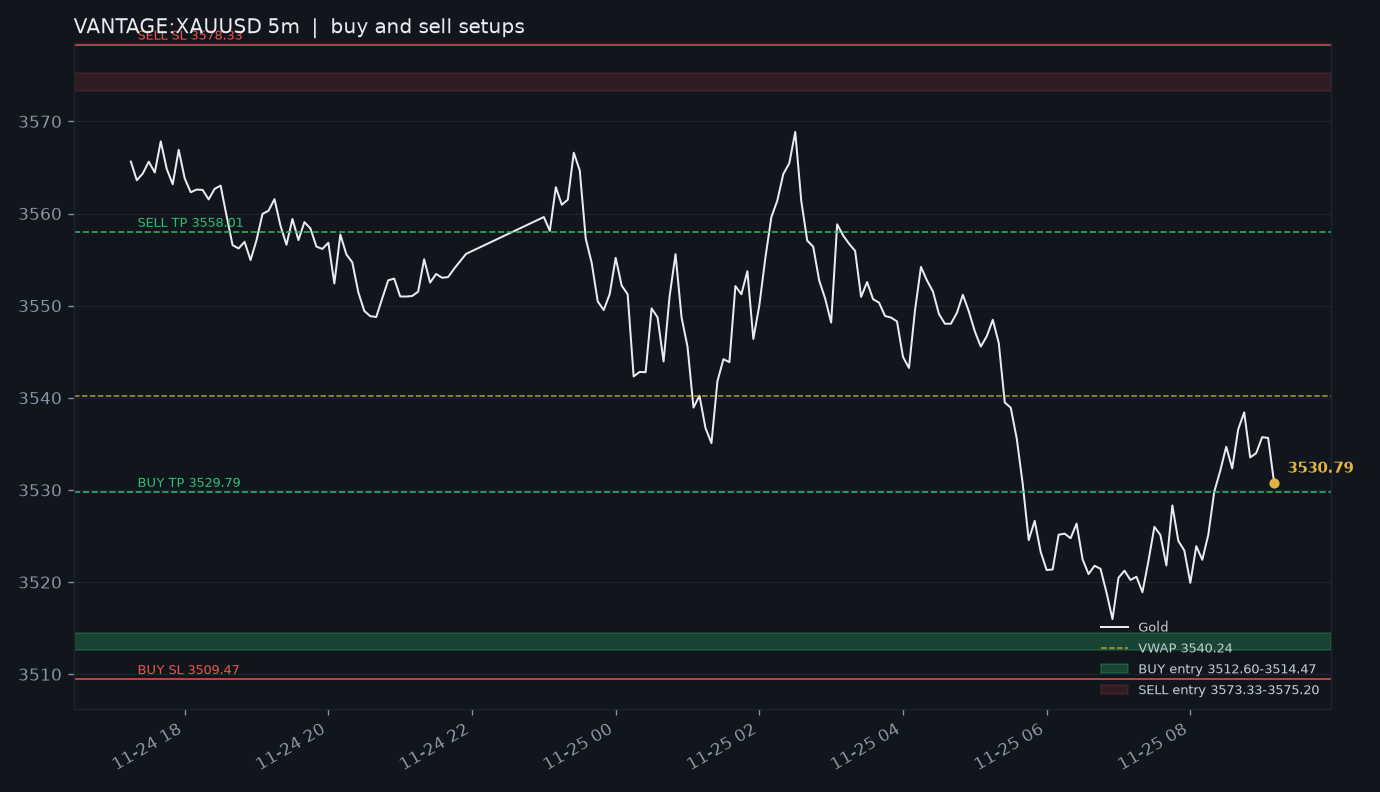 VANTAGE:XAUUSD 5m | buy and sell setups
SELL SL 3578.33
3570
3560
SELL TP 3558.01
3550
3540
3530.79
3530
BUY TP 3529.79
3520
3510
BUY SL 3509.47
Gold
VWAP 3540.24
BUY entry 3512.60-3514.47
SELL entry 3573.33-3575.20
11-24 18
11-24 20
11-24 22
11-25 00
11-25 02
11-25 04
11-25 06
11-25 08